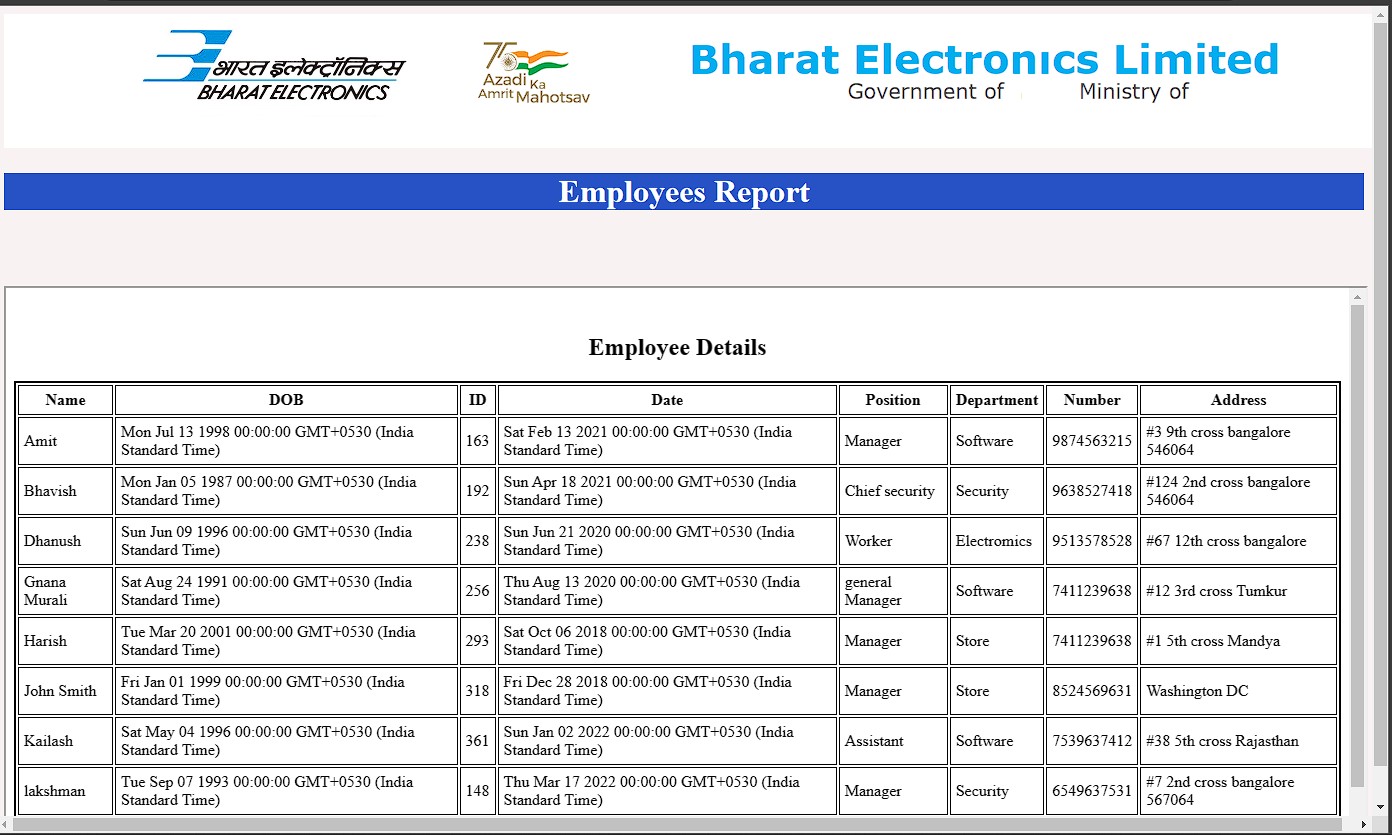 भारत इलेक्ट्रॉनिक्स
BHARAT ELECTRONICS
75
Azadi Ka
Amrit Mahotsav
Bharat Electronics Limited
Government of Ministry of
Employees Report
Employee Details
Name DOB ID Date Position Department Number Address
Amit Mon Jul 13 1998 00:00:00 GMT+0530 (India Standard Time) 163 Sat Feb 13 2021 00:00:00 GMT+0530 (India Standard Time) Manager Software 9874563215 #3 9th cross bangalore 546064
Bhavish Mon Jan 05 1987 00:00:00 GMT+0530 (India Standard Time) 192 Sun Apr 18 2021 00:00:00 GMT+0530 (India Standard Time) Chief security Security 9638527418 #124 2nd cross bangalore 546064
Dhanush Sun Jun 09 1996 00:00:00 GMT+0530 (India Standard Time) 238 Sun Jun 21 2020 00:00:00 GMT+0530 (India Standard Time) Worker Electromics 9513578528 #67 12th cross bangalore
Gnana Murali Sat Aug 24 1991 00:00:00 GMT+0530 (India Standard Time) 256 Thu Aug 13 2020 00:00:00 GMT+0530 (India Standard Time) general Manager Software 7411239638 #12 3rd cross Tumkur
Harish Tue Mar 20 2001 00:00:00 GMT+0530 (India Standard Time) 293 Sat Oct 06 2018 00:00:00 GMT+0530 (India Standard Time) Manager Store 7411239638 #1 5th cross Mandya
John Smith Fri Jan 01 1999 00:00:00 GMT+0530 (India Standard Time) 318 Fri Dec 28 2018 00:00:00 GMT+0530 (India Standard Time) Manager Store 8524569631 Washington DC
Kailash Sat May 04 1996 00:00:00 GMT+0530 (India Standard Time) 361 Sun Jan 02 2022 00:00:00 GMT+0530 (India Standard Time) Assistant Software 7539637412 #38 5th cross Rajasthan
lakshman Tue Sep 07 1993 00:00:00 GMT+0530 (India Standard Time) 148 Thu Mar 17 2022 00:00:00 GMT+0530 (India Standard Time) Manager Security 6549637531 #7 2nd cross bangalore 567064